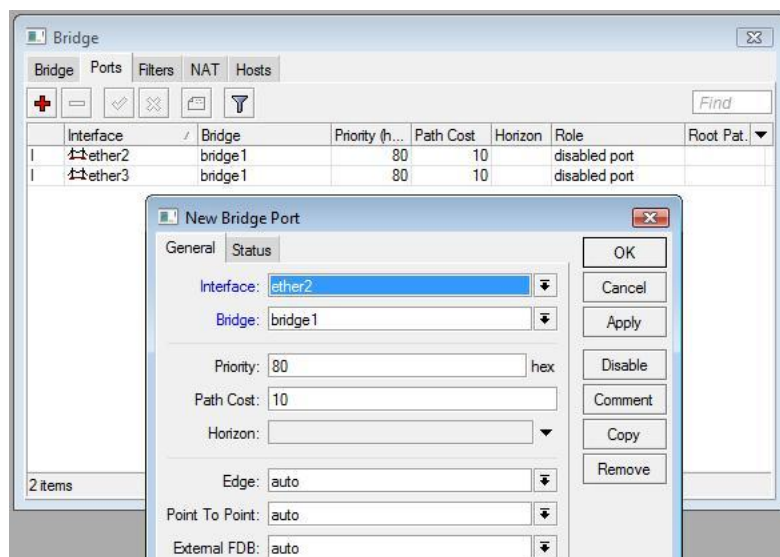 Bridge
Bridge Ports Filters NAT Hosts
Find
Interface Bridge Priority (h... Path Cost Horizon Role Root Pat...
I ether2 bridge1 80 10 disabled port
I ether3 bridge1 80 10 disabled port
New Bridge Port
General Status
OK
Interface: ether2
Cancel
Bridge: bridge1
Apply
Priority: 80 hex
Disable
Path Cost: 10
Comment
Horizon:
Copy
Remove
Edge: auto
2 items
Point To Point: auto
External FDB: auto